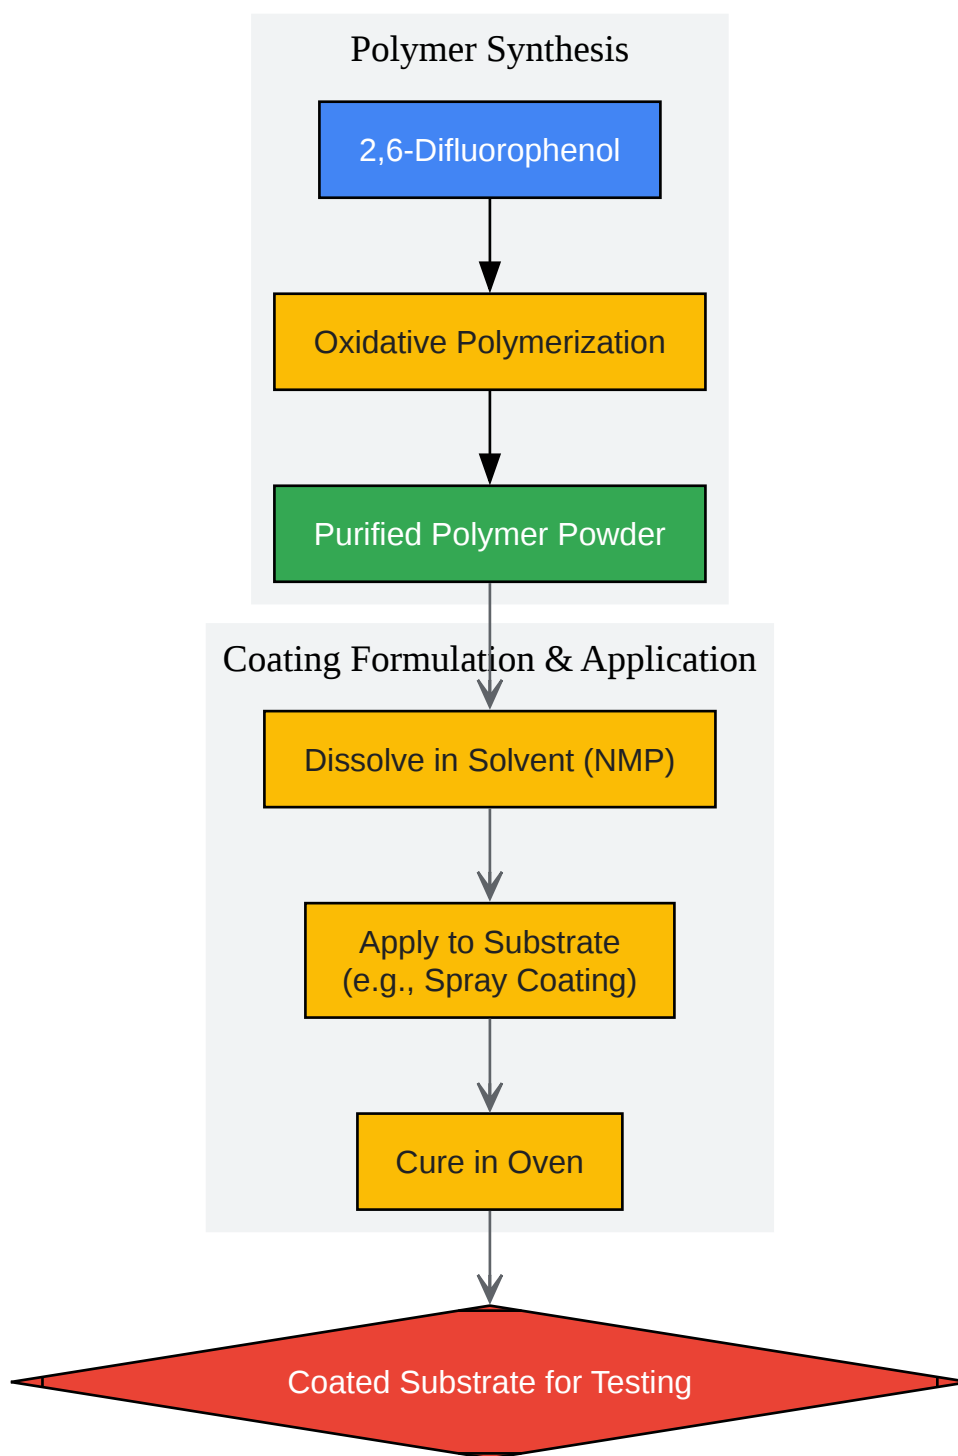 Polymer Synthesis
2,6-Difluorophenol
Oxidative Polymerization
Purified Polymer Powder
Coating Formulation & Application
Dissolve in Solvent (NMP)
Apply to Substrate
(e.g., Spray Coating)
Cure in Oven
Coated Substrate for Testing